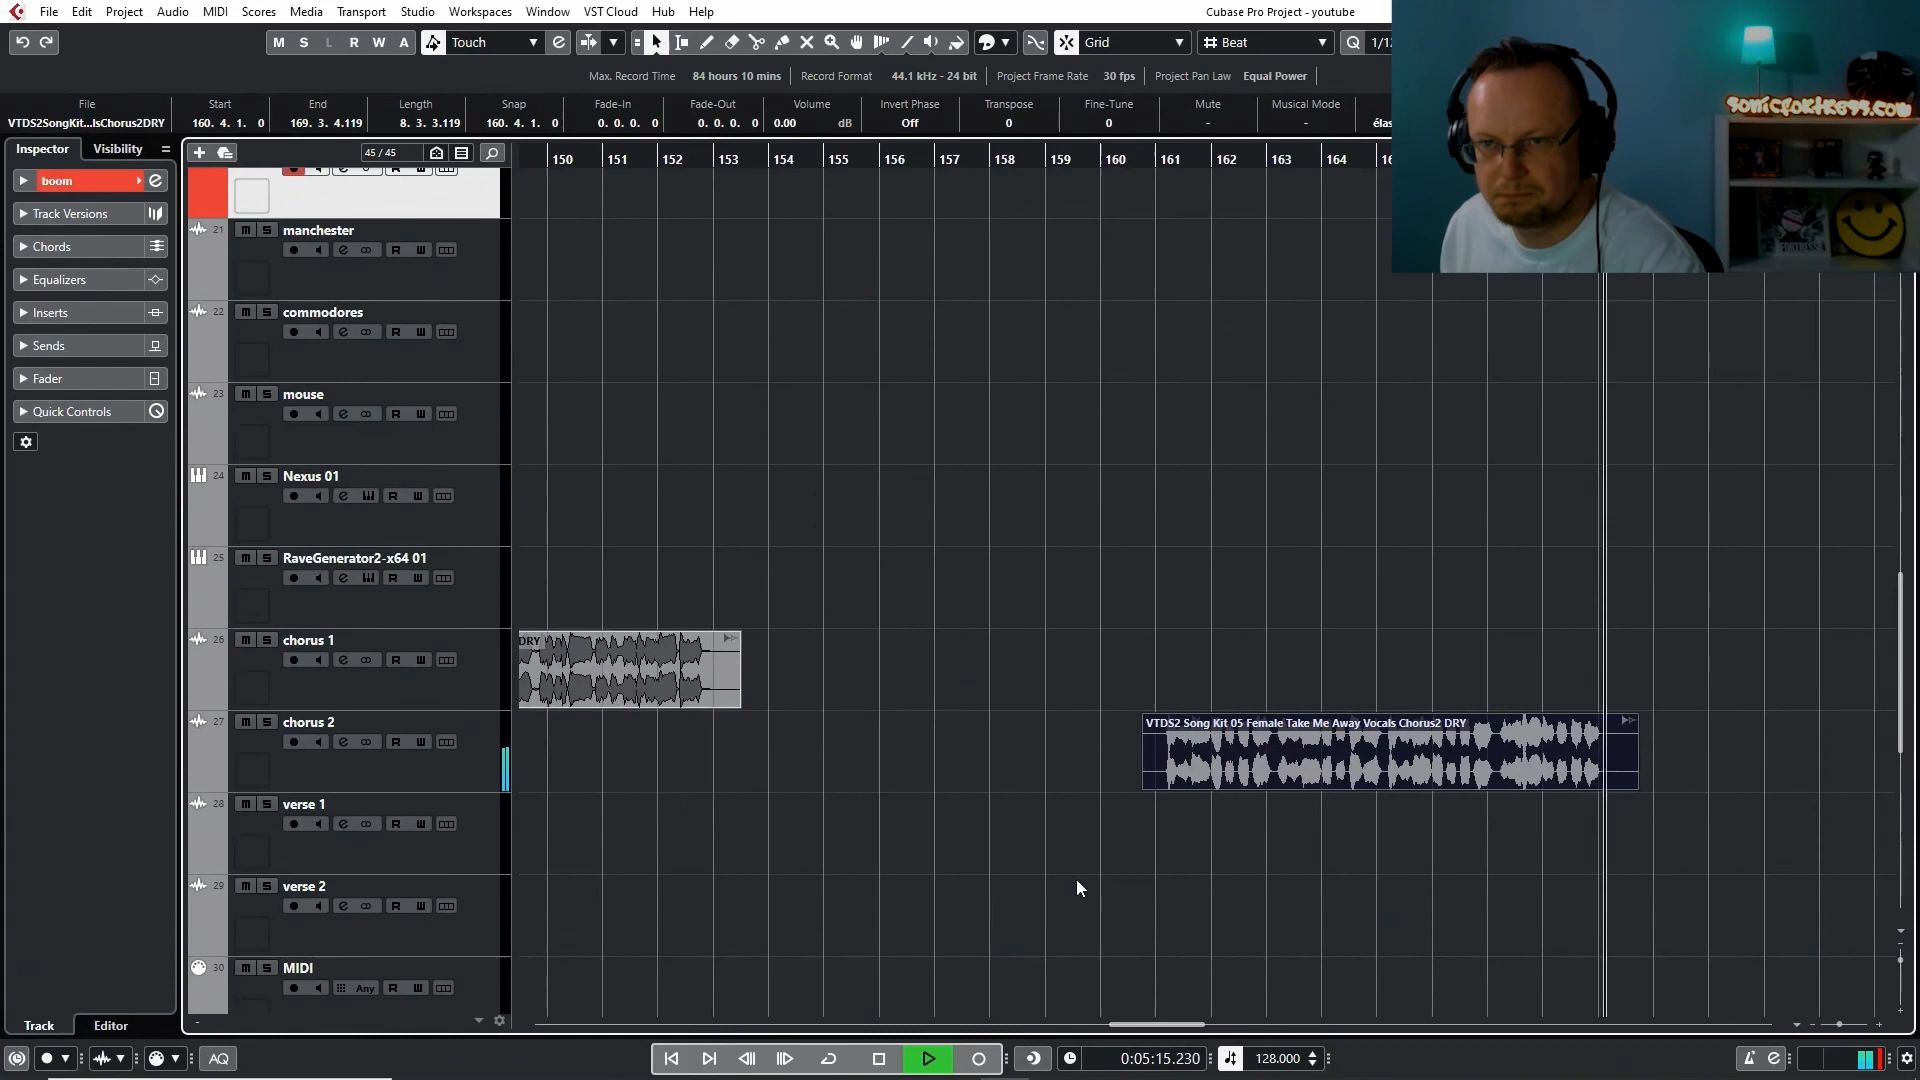 File Edit Project Audio MIDI Scores Media Transport Studio Workspaces Window VST Cloud Hub Help
Cubase Pro Project - youtube
M S L R W A Touch Grid Beat Q
Max. Record Time 84 hours 10 mins Record Format 44.1 kHz - 24 bit Project Frame Rate 30 fps Project Pan Law Equal Power
File Start End Length Snap Fade-In Fade-Out Volume Invert Phase Transpose Fine-Tune Mute Musical Mode
VTDS2SongKit...lsChorus2DRY 160. 4. 1. 0 169. 3. 4.119 8. 3. 3.119 160. 4. 1. 0 0. 0. 0. 0 0. 0. 0. 0 0.00 dB Off 0 0 - - élas
sonicfortress.com
FORTRESS
Inspector Visibility
45 / 45
150 151 152 153 154 155 156 157 158 159 160 161 162 163 164
boom
Track Versions
Chords
Equalizers
Inserts
Sends
Fader
Quick Controls
21 m S manchester
R W
22 m S commodores
R W
23 m S mouse
R W
24 m S Nexus 01
R W
25 m S RaveGenerator2-x64 01
R W
26 m S chorus 1
R W
DRY
27 m S chorus 2
R W
VTDS2 Song Kit 05 Female Take Me Away Vocals Chorus2 DRY
28 m S verse 1
R W
29 m S verse 2
R W
30 m S MIDI
Any R W
Track Editor
AQ
0:05:15.230
128.000